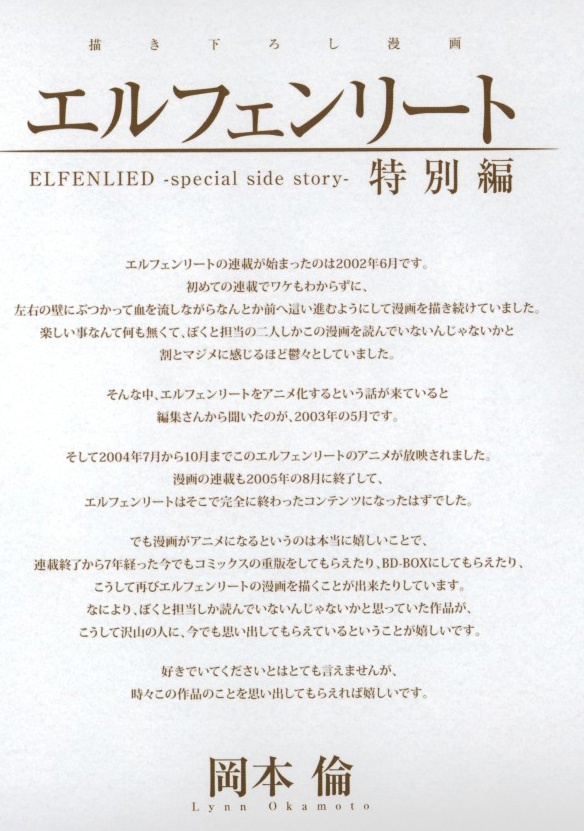 描き下ろし漫画
エルフェンリート
ELFENLIED -special side story- 特別編
エルフェンリートの連載が始まったのは2002年6月です。
初めての連載でワケもわからずに、
左右の壁にぶつかって血を流しながらなんとか前へ這い進むようにして漫画を描き続けていました。
楽しい事なんて何も無くて、ぼくと担当の二人しかこの漫画を読んでいないんじゃないかと
割とマジメに感じるほど鬱々としていました。
そんな中、エルフェンリートをアニメ化するという話が来ていると
編集さんから聞いたのが、2003年の5月です。
そして2004年7月から10月までこのエルフェンリートのアニメが放映されました。
漫画の連載も2005年の8月に終了して、
エルフェンリートはそこで完全に終わったコンテンツになったはずでした。
でも漫画がアニメになるというのは本当に嬉しいことで、
連載終了から7年経った今でもコミックスの重版をしてもらえたり、BD-BOXにしてもらえたり、
こうして再びエルフェンリートの漫画を描くことが出来たりしています。
なにより、ぼくと担当しか読んでいないんじゃないかと思っていた作品が、
こうして沢山の人に、今でも思い出してもらえているということが嬉しいです。
好きでいてくださいとはとても言えませんが、
時々この作品のことを思い出してもらえれば嬉しいです。
岡本 倫
Lynn Okamoto